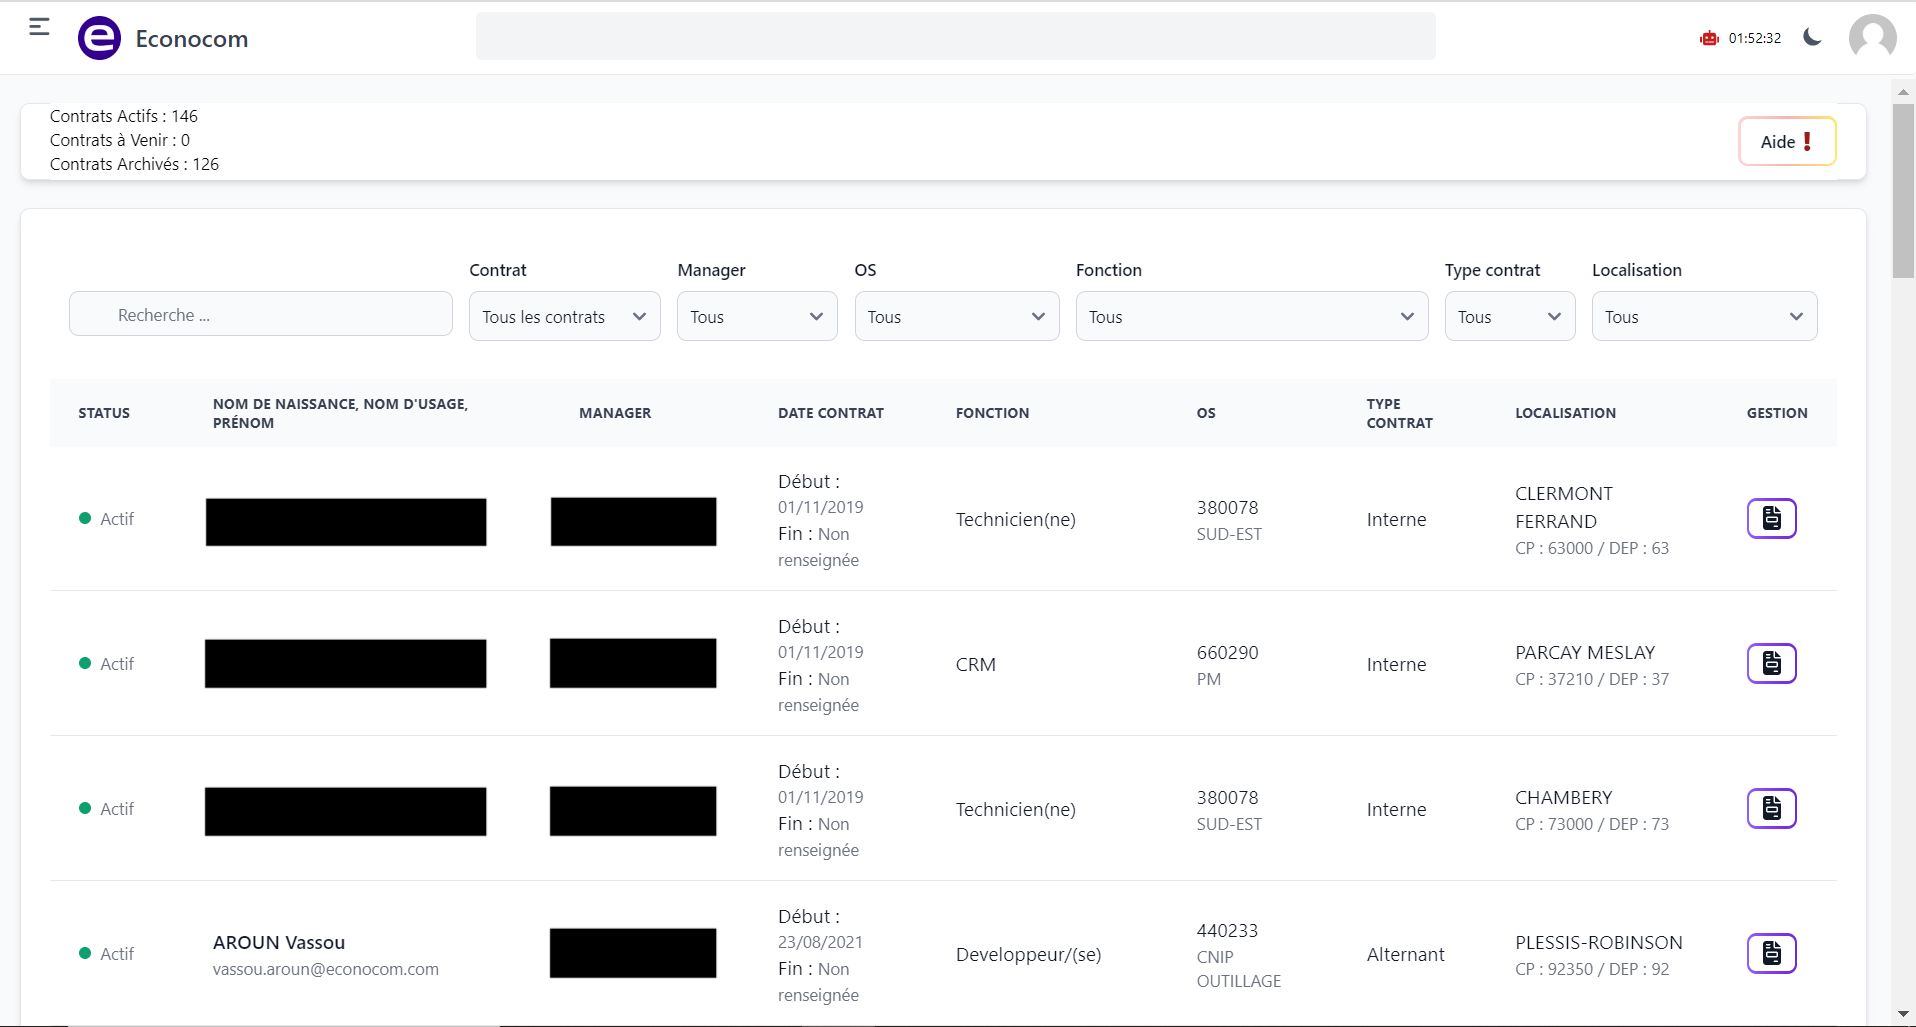 e Econocom
01:52:32
Contrats Actifs : 146
Contrats à Venir : 0
Contrats Archivés : 126
Aide !
Contrat
Manager
OS
Fonction
Type contrat
Localisation
Recherche ...
Tous les contrats
Tous
Tous
Tous
Tous
Tous
STATUS
NOM DE NAISSANCE, NOM D'USAGE,
PRÉNOM
MANAGER
DATE CONTRAT
FONCTION
OS
TYPE
CONTRAT
LOCALISATION
GESTION
Actif
Début :
01/11/2019
Fin : Non
renseignée
Technicien(ne)
380078
SUD-EST
Interne
CLERMONT
FERRAND
CP : 63000 / DEP : 63
Actif
Début :
01/11/2019
Fin : Non
renseignée
CRM
660290
PM
Interne
PARCAY MESLAY
CP : 37210 / DEP : 37
Actif
Début :
01/11/2019
Fin : Non
renseignée
Technicien(ne)
380078
SUD-EST
Interne
CHAMBERY
CP : 73000 / DEP : 73
Actif
AROUN Vassou
vassou.aroun@econocom.com
Début :
23/08/2021
Fin : Non
renseignée
Developpeur/(se)
440233
CNIP
OUTILLAGE
Alternant
PLESSIS-ROBINSON
CP : 92350 / DEP : 92